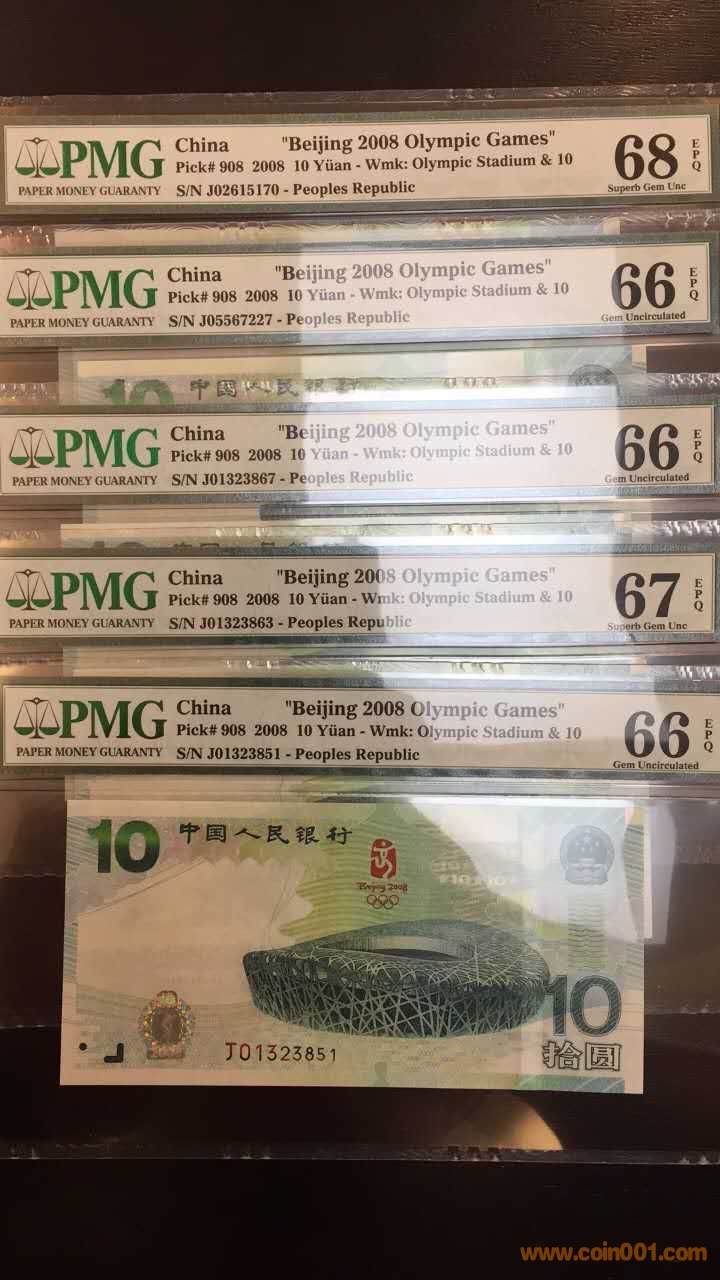 PMG
PAPER MONEY GUARANTY
China "Beijing 2008 Olympic Games"
Pick# 908 2008 10 Yüan - Wmk: Olympic Stadium & 10
S/N J02615170 - Peoples Republic
68 EPQ
Superb Gem Unc
PMG
PAPER MONEY GUARANTY
China "Beijing 2008 Olympic Games"
Pick# 908 2008 10 Yüan - Wmk: Olympic Stadium & 10
S/N J05567227 - Peoples Republic
66 EPQ
Gem Uncirculated
10 中國人民銀行
PMG
PAPER MONEY GUARANTY
China "Beijing 2008 Olympic Games"
Pick# 908 2008 10 Yüan - Wmk: Olympic Stadium & 10
S/N J01323867 - Peoples Republic
66 EPQ
Gem Uncirculated
PMG
PAPER MONEY GUARANTY
China "Beijing 2008 Olympic Games"
Pick# 908 2008 10 Yüan - Wmk: Olympic Stadium & 10
S/N J01323863 - Peoples Republic
67 EPQ
Superb Gem Unc
PMG
PAPER MONEY GUARANTY
China "Beijing 2008 Olympic Games"
Pick# 908 2008 10 Yüan - Wmk: Olympic Stadium & 10
S/N J01323851 - Peoples Republic
66 EPQ
Gem Uncirculated
10 中国人民银行
Beijing 2008
10
拾圆
J01323851
www.coin001.com